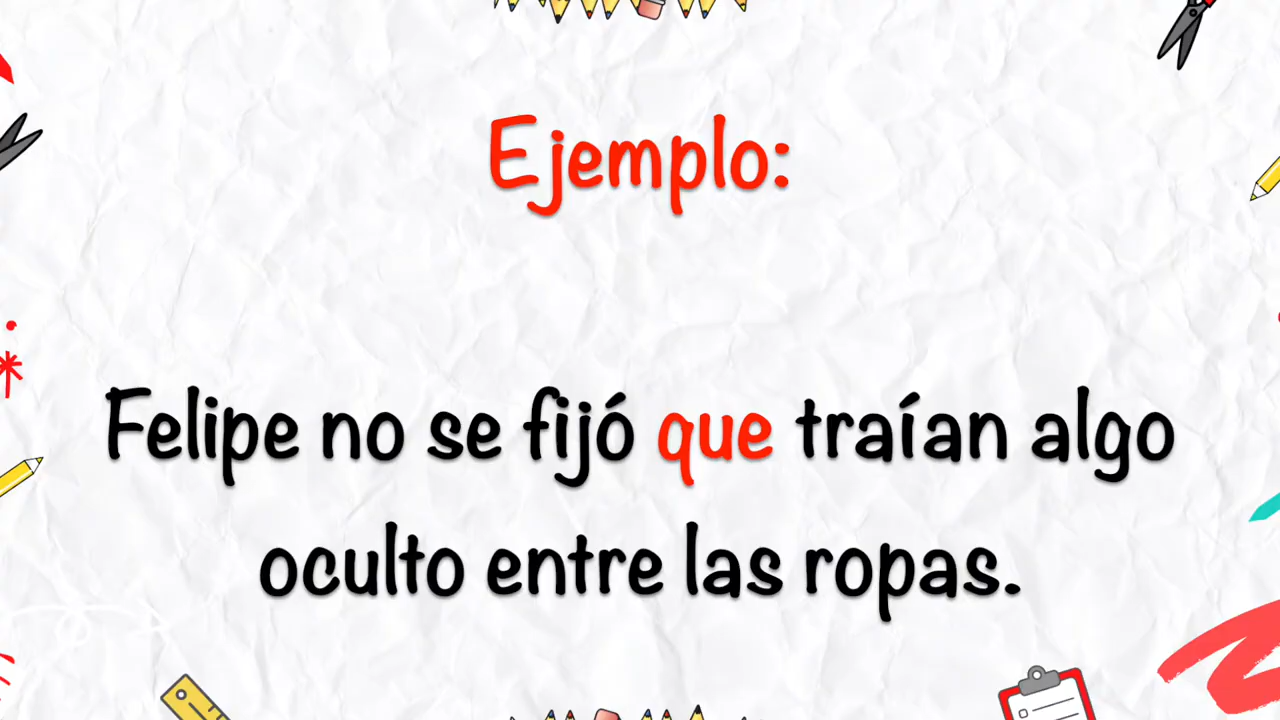 Ejemplo:
Felipe no se fijó que traían algo
oculto entre las ropas.